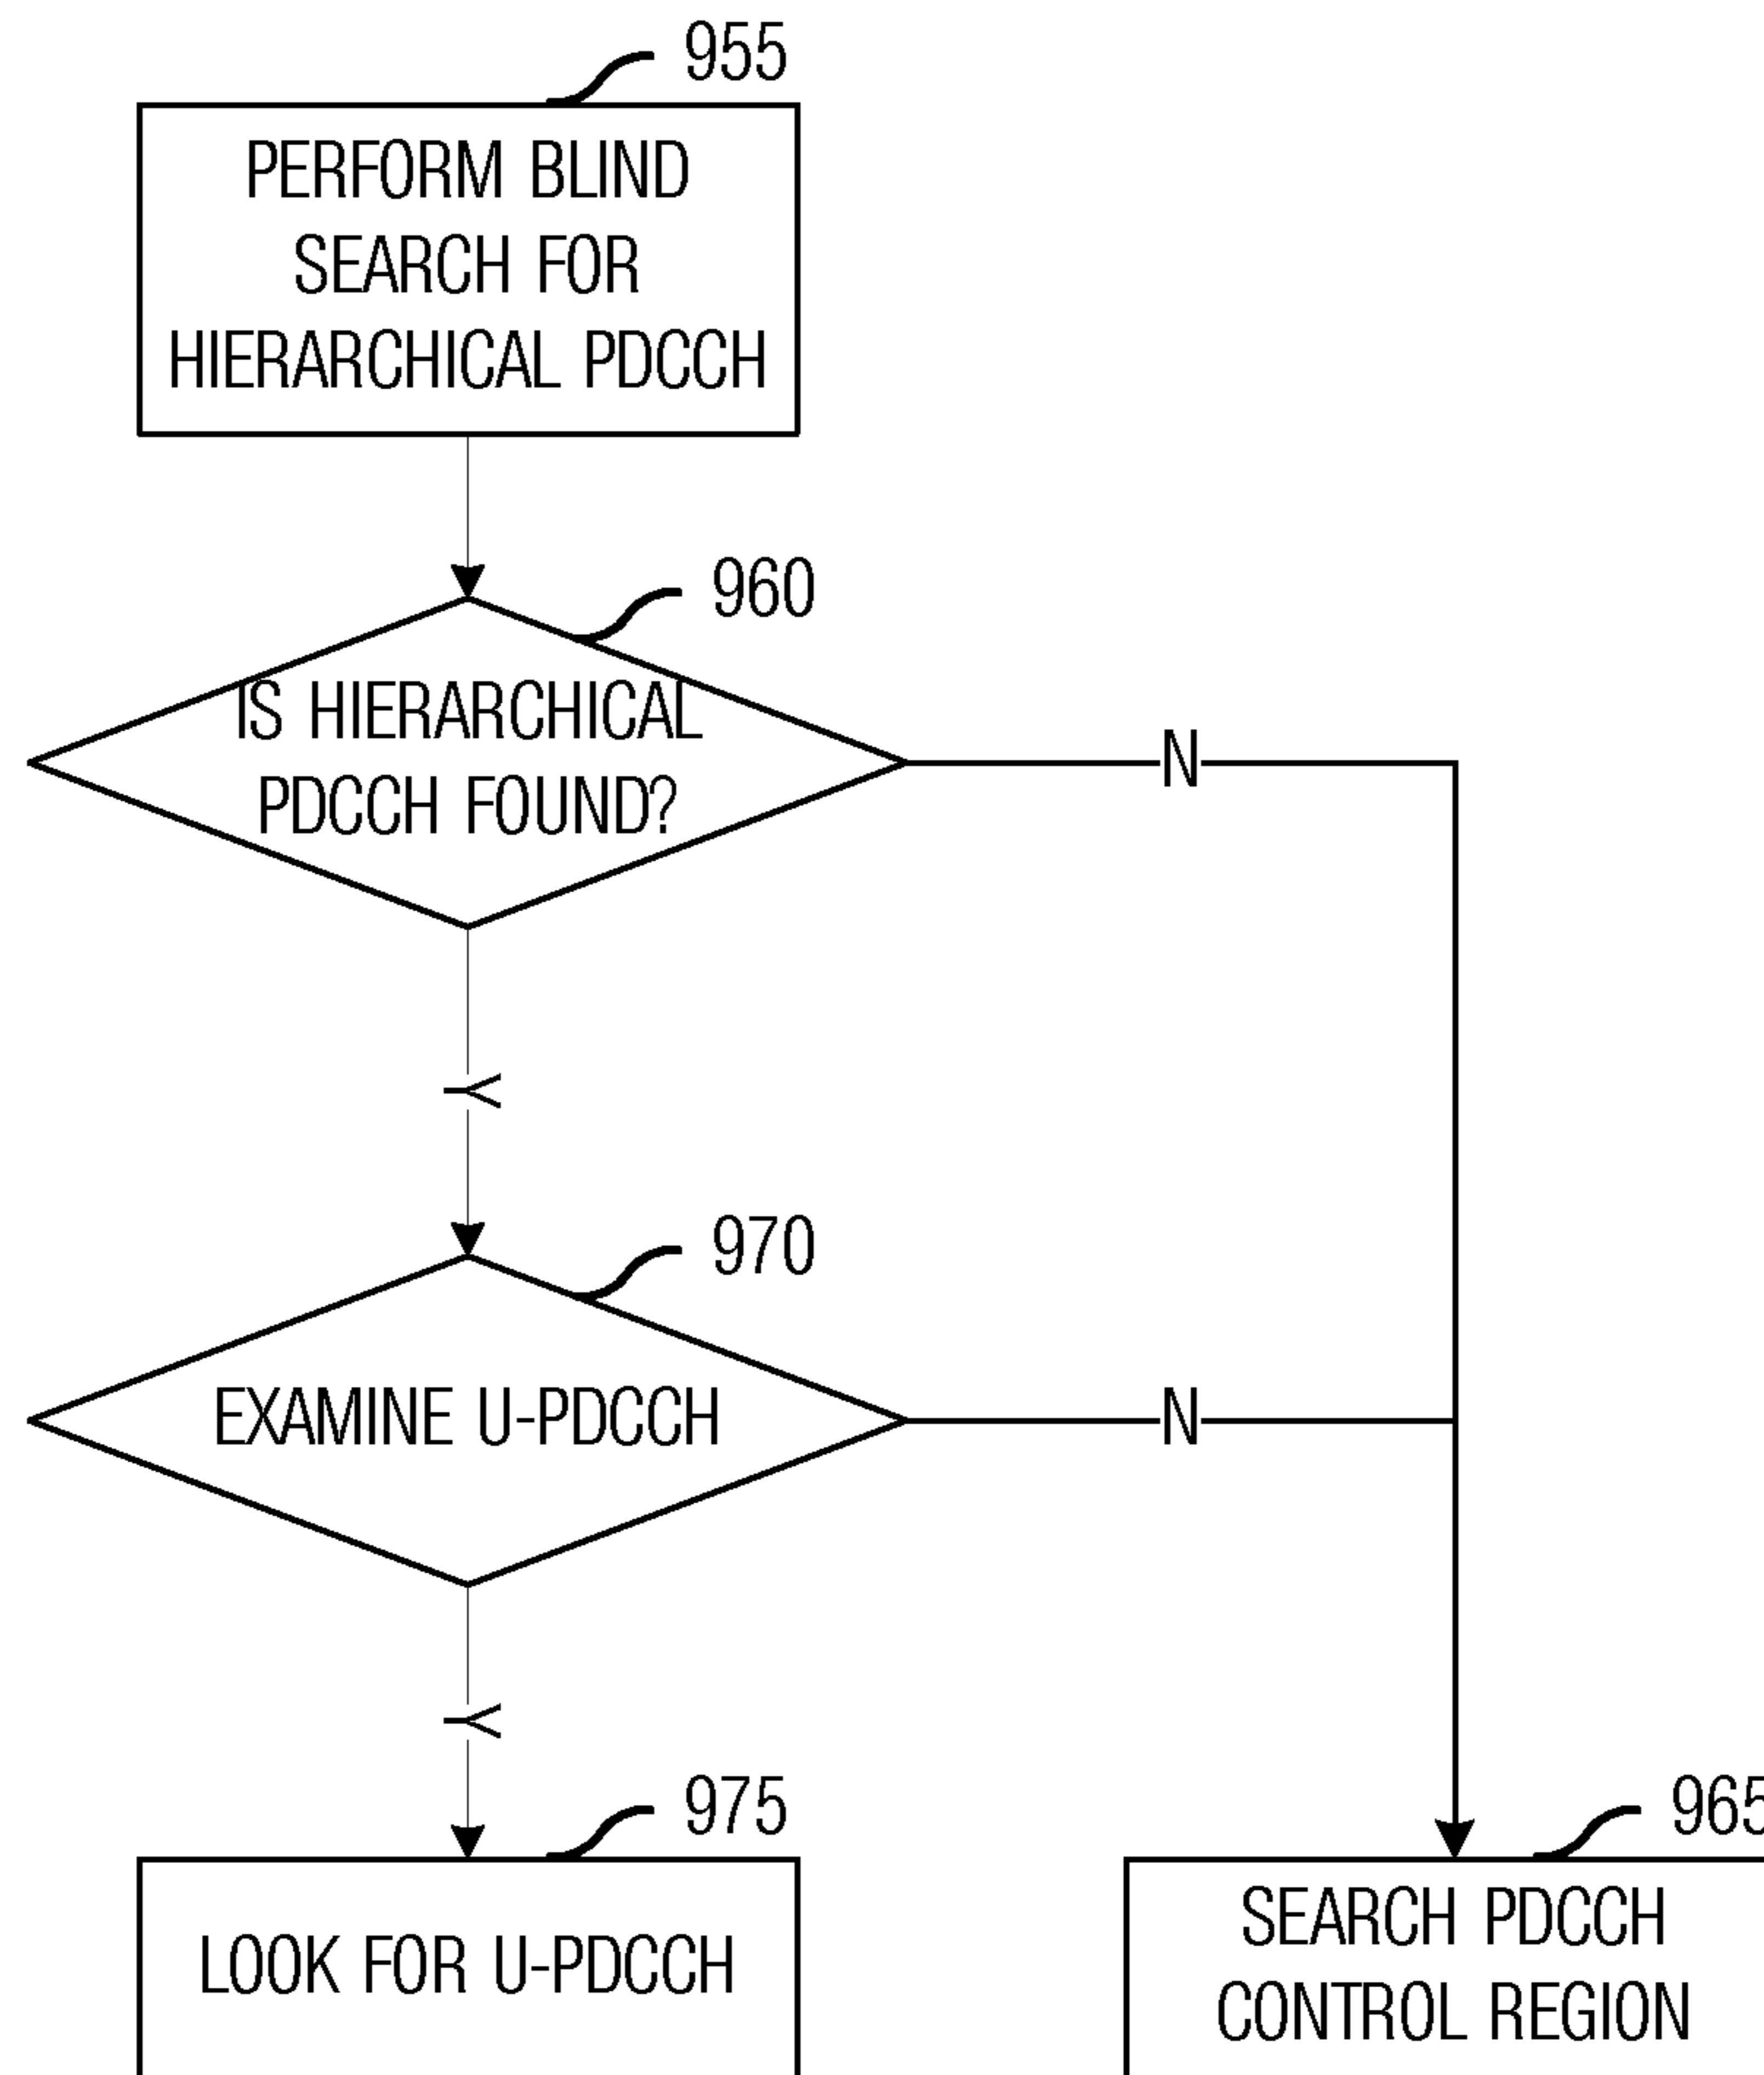 955
PERFORM BLIND
SEARCH FOR
HIERARCHICAL PDCCH
960
IS HIERARCHICAL
PDCCH FOUND?
N
Y
970
EXAMINE U-PDCCH
N
Y
975
LOOK FOR U-PDCCH
965
SEARCH PDCCH
CONTROL REGION